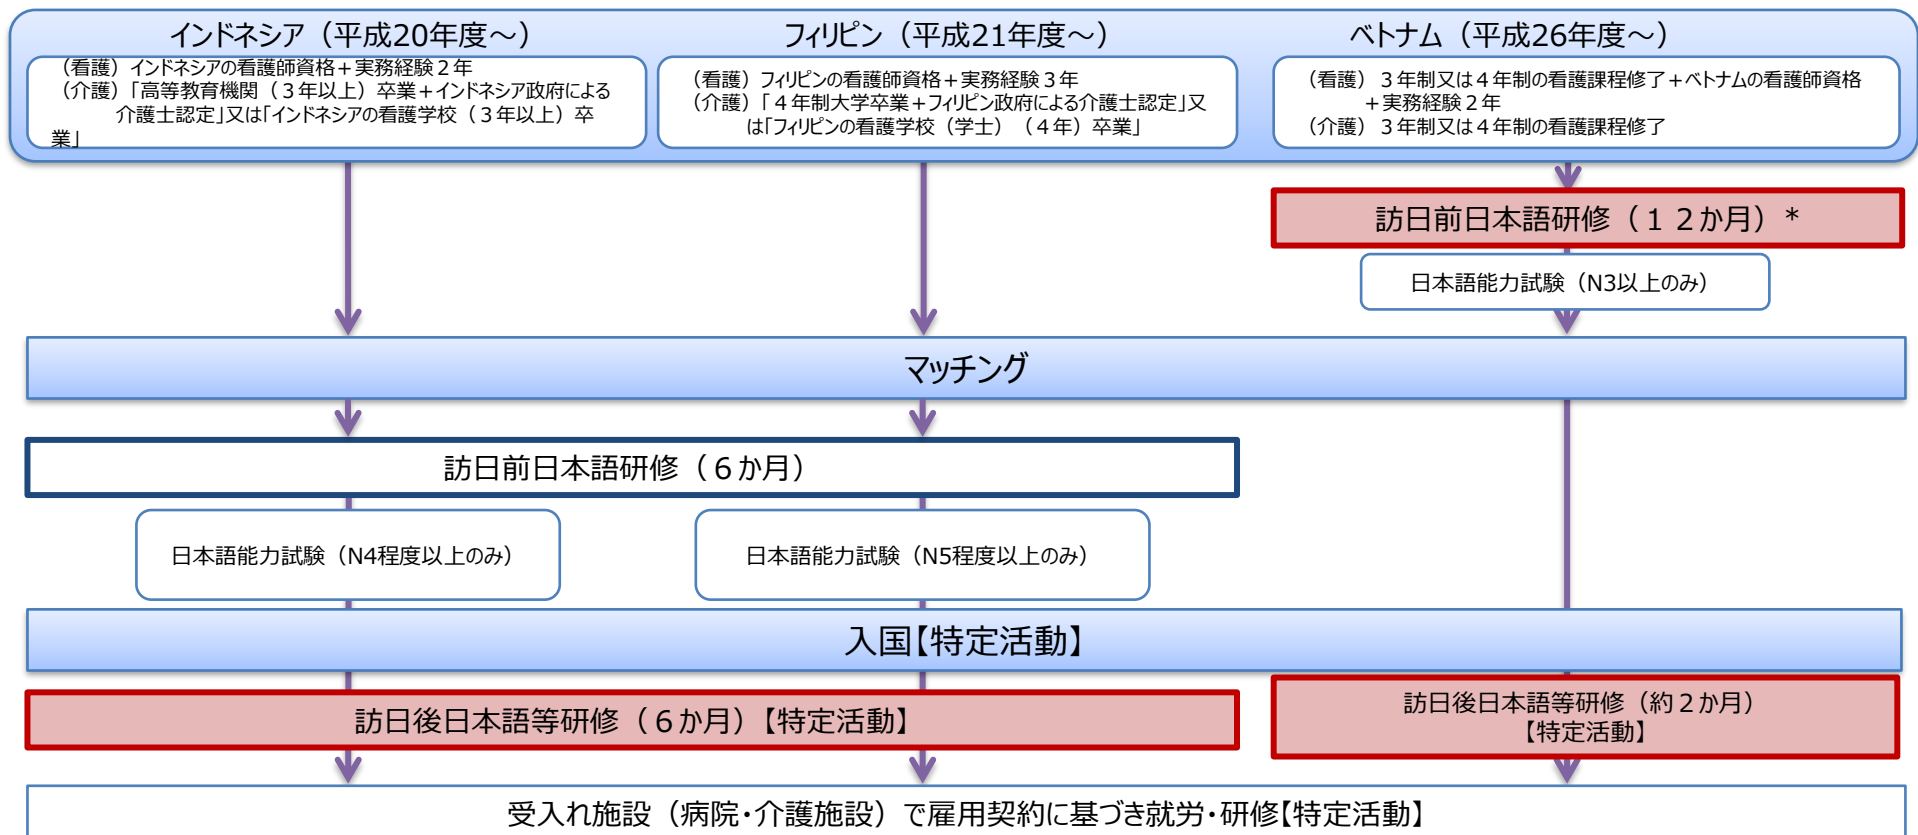 インドネシア（平成20年度～）
（看護）インドネシアの看護師資格＋実務経験２年
（介護）「高等教育機関（３年以上）卒業＋インドネシア政府による
介護士認定」又は「インドネシアの看護学校（３年以上）卒
業」
フィリピン（平成21年度～）
（看護）フィリピンの看護師資格＋実務経験３年
（介護）「４年制大学卒業＋フィリピン政府による介護士認定」又
は「フィリピンの看護学校（学士）（４年）卒業」
ベトナム（平成26年度～）
（看護）３年制又は４年制の看護課程修了＋ベトナムの看護師資格
＋実務経験２年
（介護）３年制又は４年制の看護課程修了
訪日前日本語研修（１２か月）*
日本語能力試験（N3以上のみ）
マッチング
訪日前日本語研修（６か月）
日本語能力試験（N4程度以上のみ）
日本語能力試験（N5程度以上のみ）
入国【特定活動】
訪日後日本語等研修（６か月）【特定活動】
訪日後日本語等研修（約２か月）
【特定活動】
受入れ施設（病院・介護施設）で雇用契約に基づき就労・研修【特定活動】